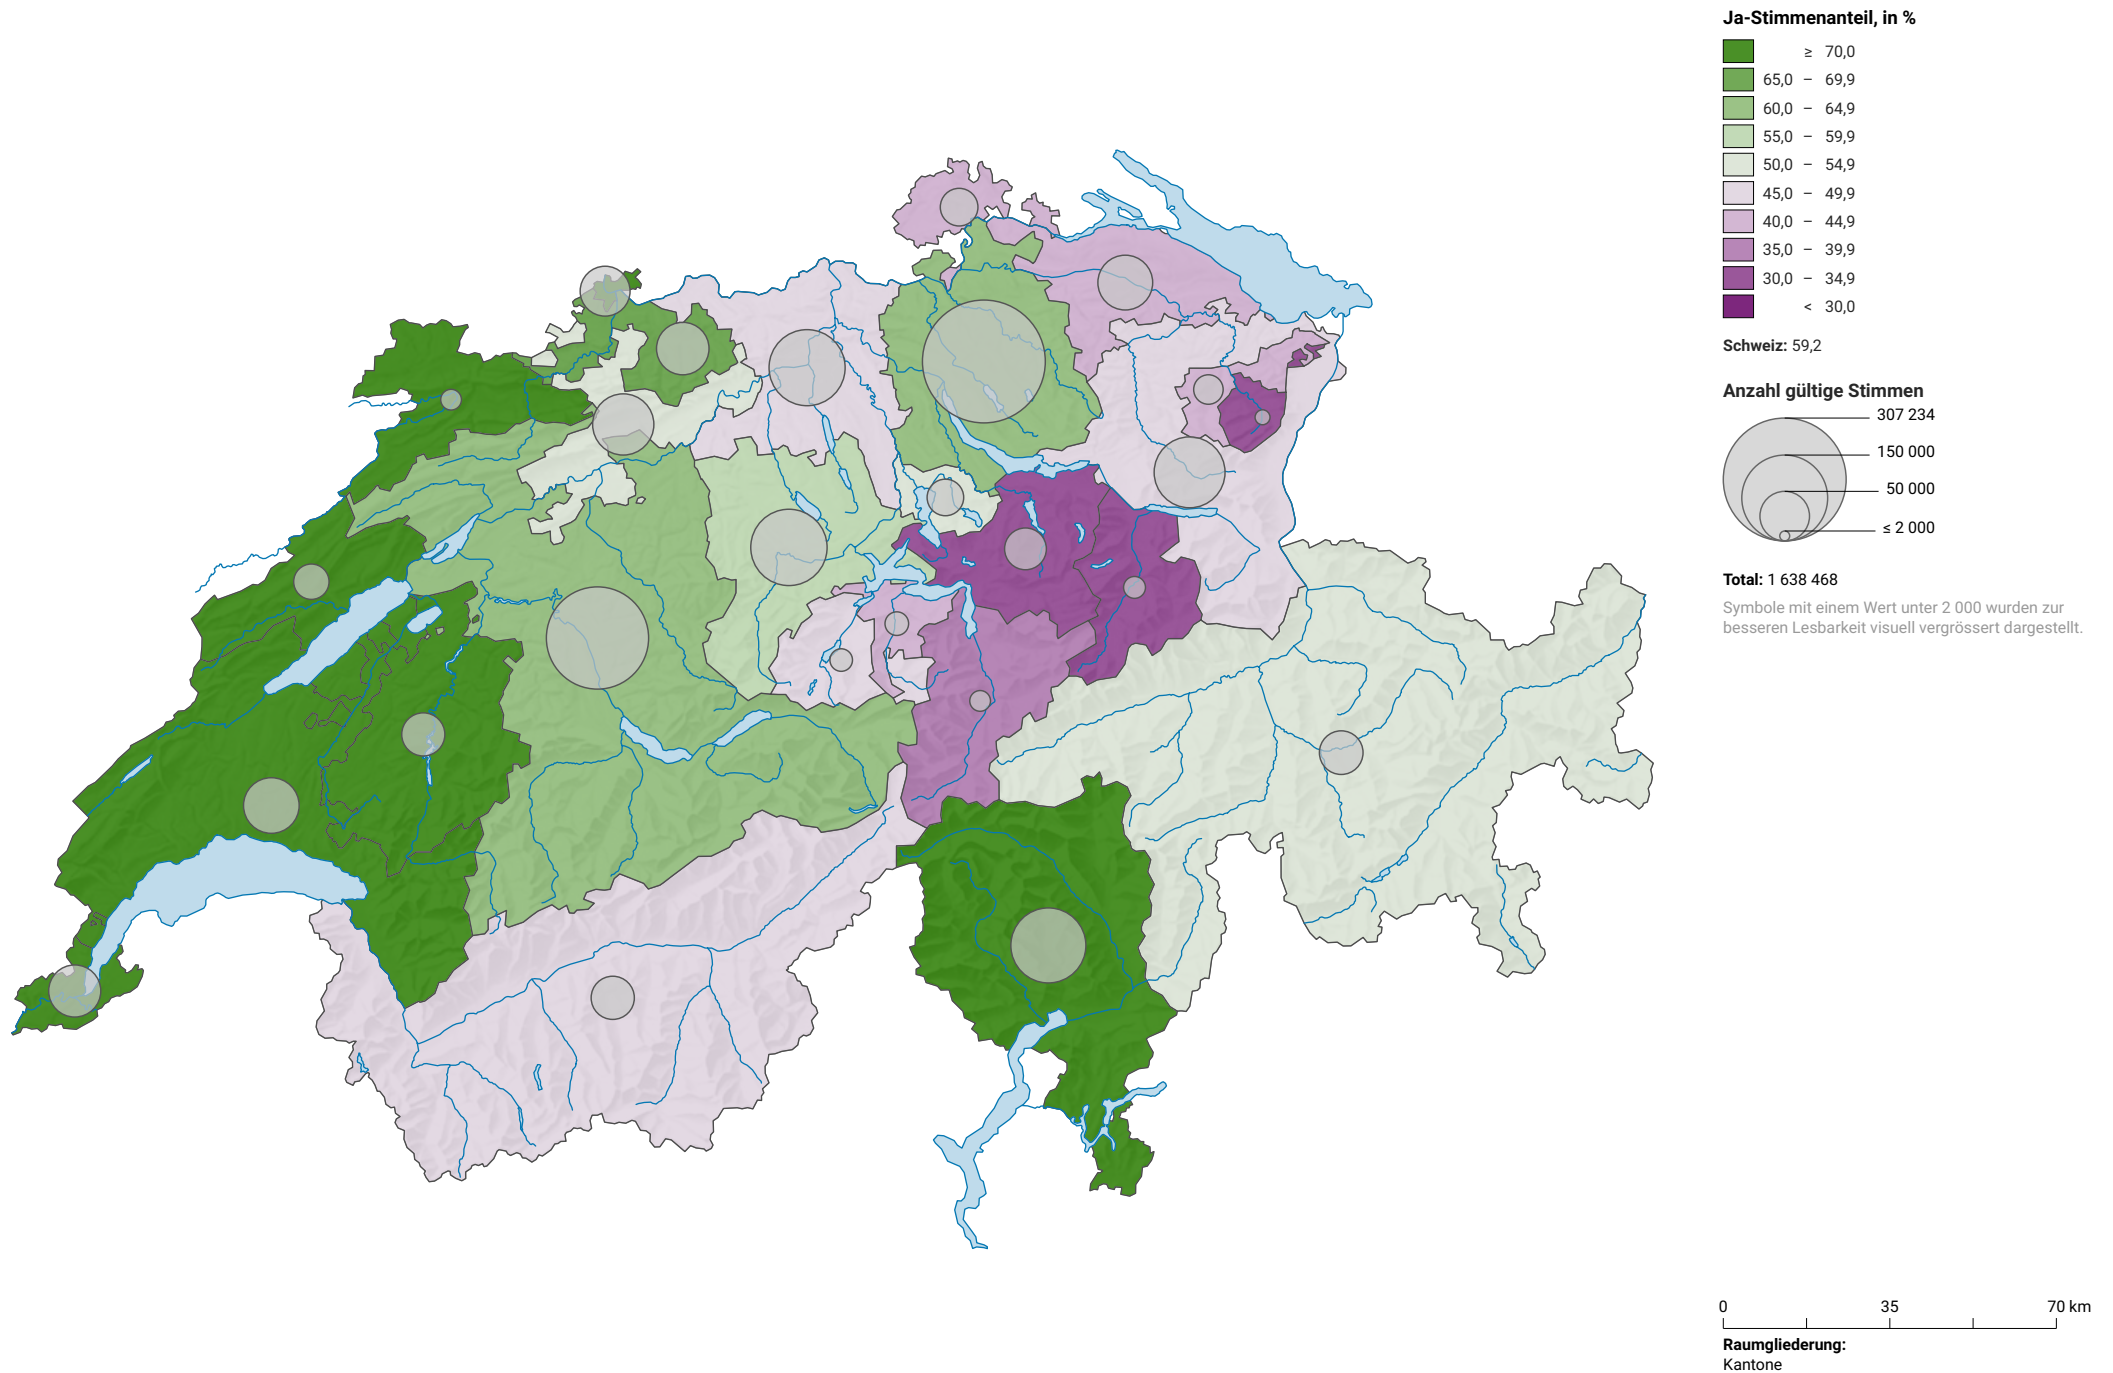 Ja-Stimmenanteil, in %
≥ 70,0
65,0 – 69,9
60,0 – 64,9
55,0 – 59,9
50,0 – 54,9
45,0 – 49,9
40,0 – 44,9
35,0 – 39,9
30,0 – 34,9
< 30,0
Schweiz: 59,2
Anzahl gültige Stimmen
307 234
150 000
50 000
≤ 2 000
Total: 1 638 468
Symbole mit einem Wert unter 2 000 wurden zur
besseren Lesbarkeit visuell vergrössert dargestellt.
0 35 70 km
Raumgliederung:
Kantone